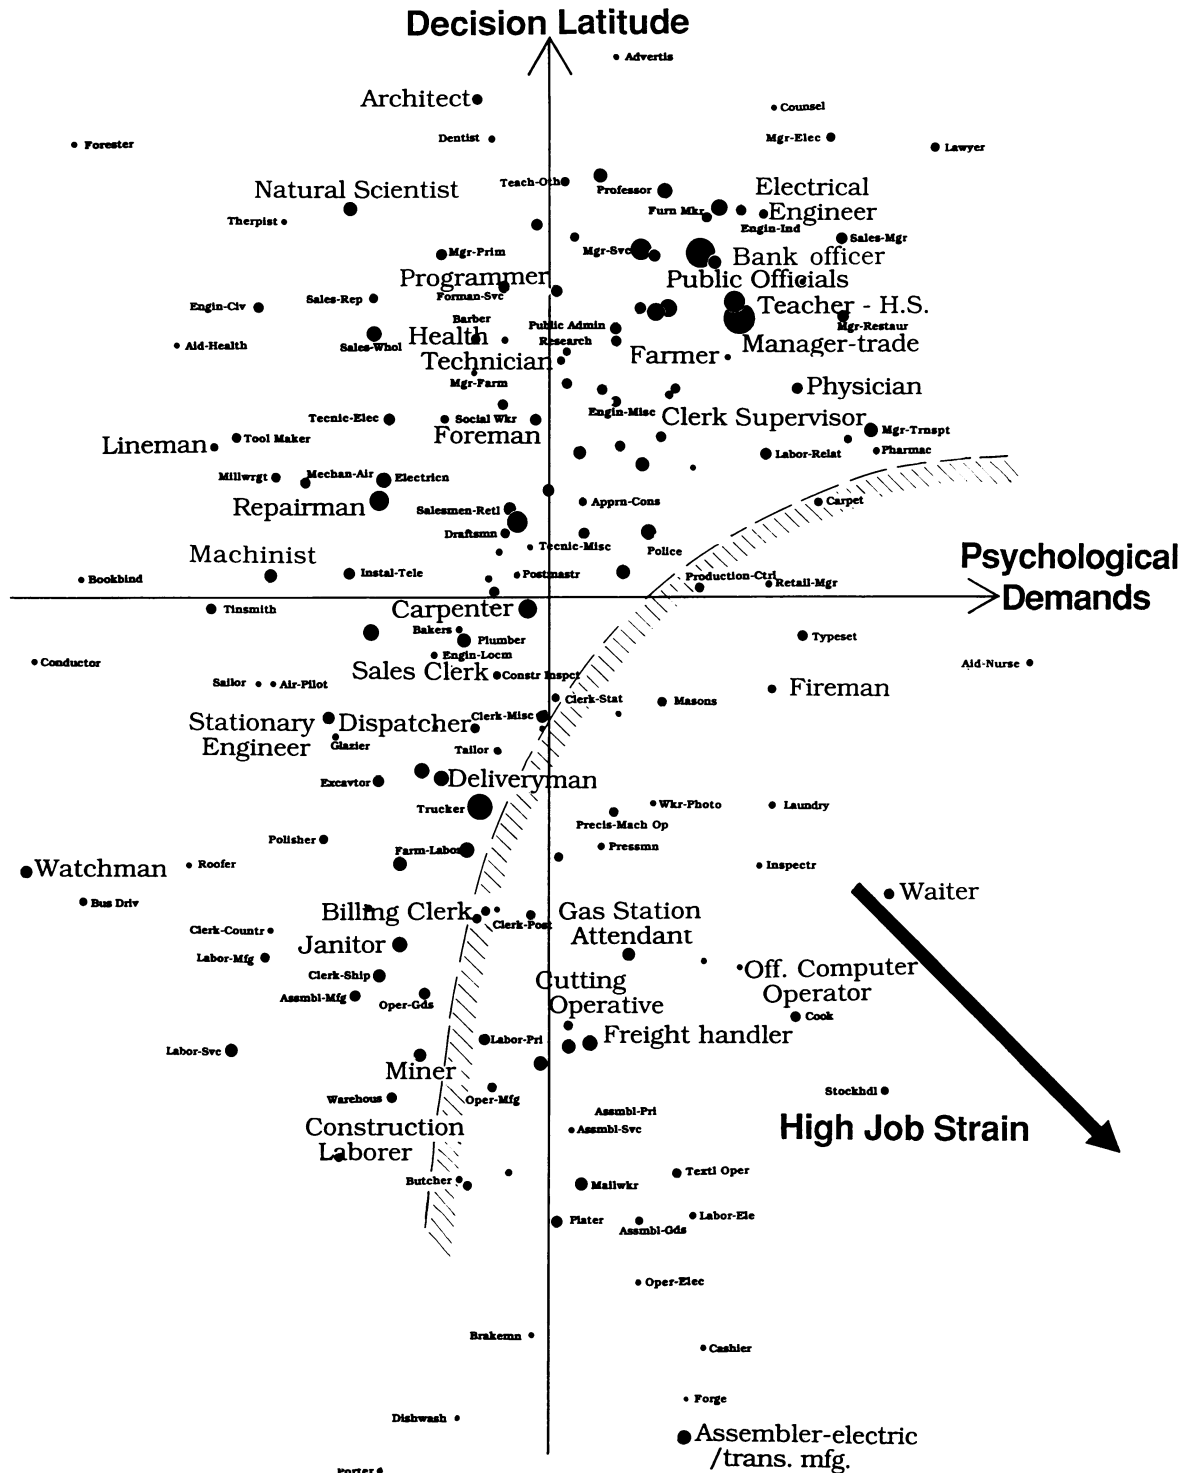 Decision Latitude
Advertis
Architect
Counsel
Dentist
Mgr-Elec
Forester
Lawyer
Teach-Oth
Professor
Electrical
Natural Scientist
Furn Mkr
Engineer
Therpist
Engin-Ind
Sales-Mgr
Mgr-Prim
Mgr-Svc
Bank officer
Programmer
Public Officials
Forman-Svc
Engin-Civ
Sales-Rep
Teacher - H.S.
Barber
Public Admin
Mgr-Restaur
Aid-Health
Sales-Whol
Health
Research
Manager-trade
Technician
Farmer
Mgr-Farm
Physician
Engin-Misc
Tecnic-Elec
Social Wkr
Clerk Supervisor
Mgr-Trnspt
Lineman
Tool Maker
Foreman
Labor-Relat
Pharmac
Millwrgt
Mechan-Air
Electricn
Repairman
Salesmen-Retl
Apprn-Cons
Carpet
Draftsmn
Tecnic-Misc
Police
Machinist
Psychological
Demands
Bookbind
Instal-Tele
Postmastr
Production-Ctrl
Retail-Mgr
Tinsmith
Carpenter
Bakers
Plumber
Typeset
Engin-Locm
Conductor
Sales Clerk
Constr Inspct
Aid-Nurse
Sailor
Air-Pilot
Clerk-Stat
Masons
Fireman
Stationary
Engineer
Dispatcher
Clerk-Misc
Glazier
Tailor
Excavtor
Deliveryman
Trucker
Wkr-Photo
Laundry
Precis-Mach Op
Polisher
Farm-Labor
Pressmn
Watchman
Roofer
Inspectr
Bus Driv
Waiter
Billing Clerk
Clerk-Post
Gas Station
Attendant
Clerk-Countr
Janitor
Labor-Mfg
Clerk-Ship
Off. Computer
Operator
Assmbl-Mfg
Oper-Gds
Cutting
Operative
Cook
Labor-Pri
Freight handler
Labor-Svc
Miner
Warehous
Oper-Mfg
Stockhdl
Assmbl-Pri
Construction
Laborer
Assmbl-Svc
High Job Strain
Butcher
Mailwkr
Textl Oper
Plater
Assmbl-Gds
Labor-Ele
Oper-Elec
Brakemn
Cashier
Forge
Dishwash
Assembler-electric
/trans. mfg.
Porter